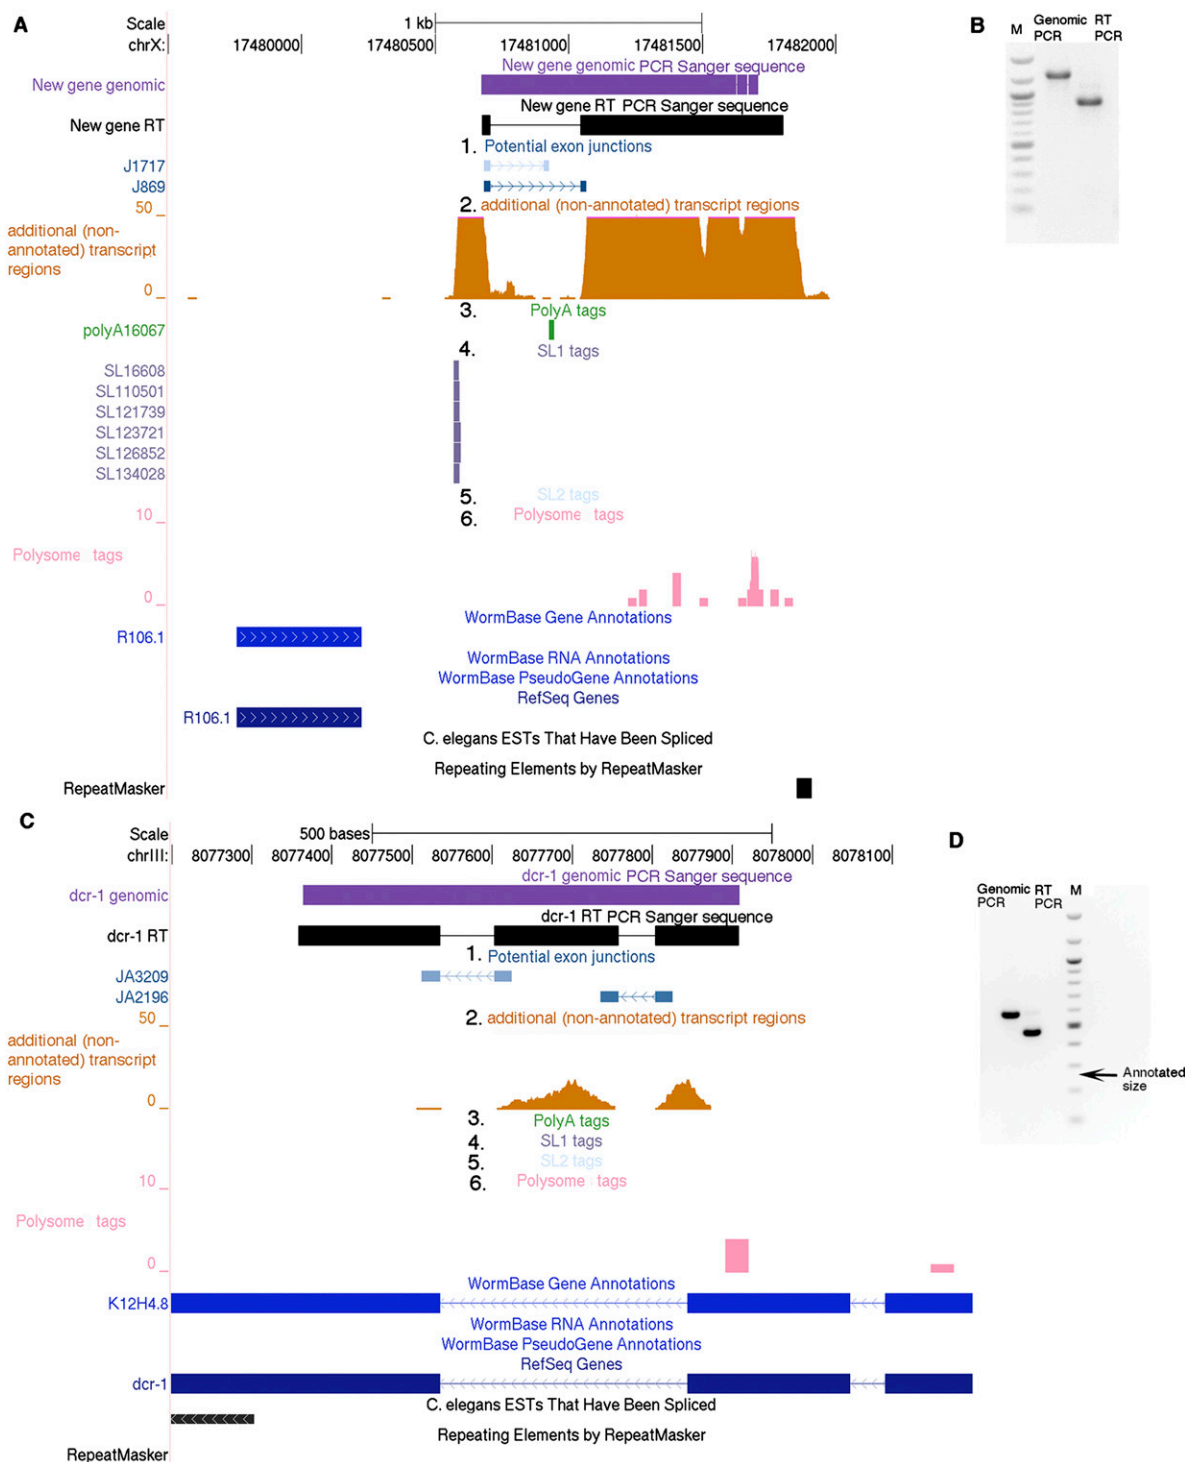 A
Scale
1 kb
chrX:
17480000
17480500
17481000
17481500
17482000
New gene genomic PCR Sanger sequence
New gene genomic
New gene RT PCR Sanger sequence
New gene RT
1. Potential exon junctions
J1717
J869
2. additional (non-annotated) transcript regions
50
additional (non-
annotated) transcript
regions
0
3. PolyA tags
polyA16067
4. SL1 tags
SL16608
SL110501
SL121739
SL123721
SL126852
SL134028
5. SL2 tags
6. Polysome tags
10
Polysome tags
0
WormBase Gene Annotations
R106.1
WormBase RNA Annotations
WormBase PseudoGene Annotations
RefSeq Genes
R106.1
C. elegans ESTs That Have Been Spliced
Repeating Elements by RepeatMasker
RepeatMasker
B
M
Genomic
PCR
RT
PCR
C
Scale
500 bases
chrIII:
8077300
8077400
8077500
8077600
8077700
8077800
8077900
8078000
8078100
dcr-1 genomic PCR Sanger sequence
dcr-1 genomic
dcr-1 RT PCR Sanger sequence
dcr-1 RT
1. Potential exon junctions
JA3209
JA2196
2. additional (non-annotated) transcript regions
50
additional (non-
annotated) transcript
regions
0
3. PolyA tags
4. SL1 tags
5. SL2 tags
6. Polysome tags
10
Polysome tags
0
WormBase Gene Annotations
K12H4.8
WormBase RNA Annotations
WormBase PseudoGene Annotations
RefSeq Genes
dcr-1
C. elegans ESTs That Have Been Spliced
Repeating Elements by RepeatMasker
RepeatMasker
D
Genomic
PCR
RT
PCR
M
Annotated
size